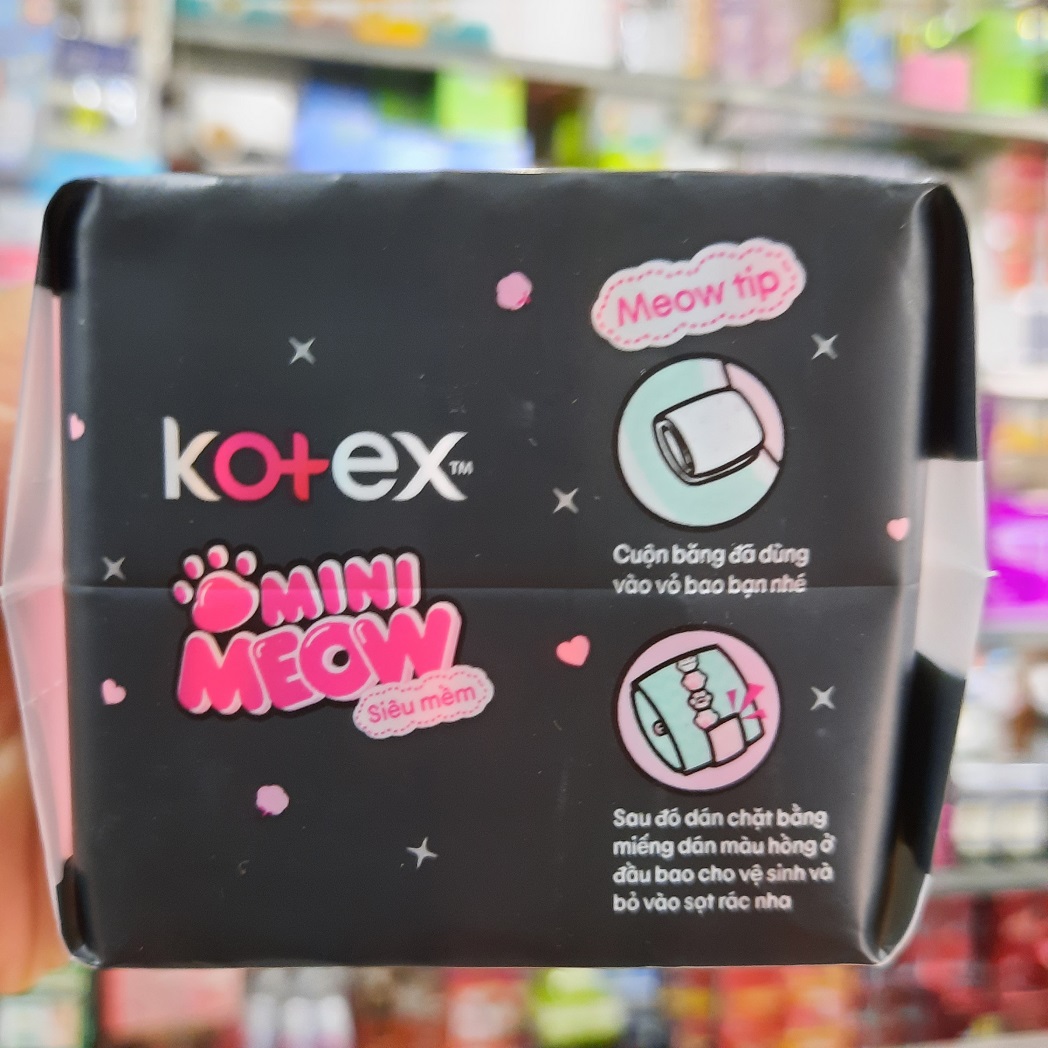 Meow tip
kotex™
Cuộn băng đã dùng
vào vỏ bao bạn nhé
MINI
MEOW
Siêu mềm
Sau đó dán chặt bằng
miếng dán màu hồng ở
đầu bao cho vệ sinh và
bỏ vào sọt rác nha